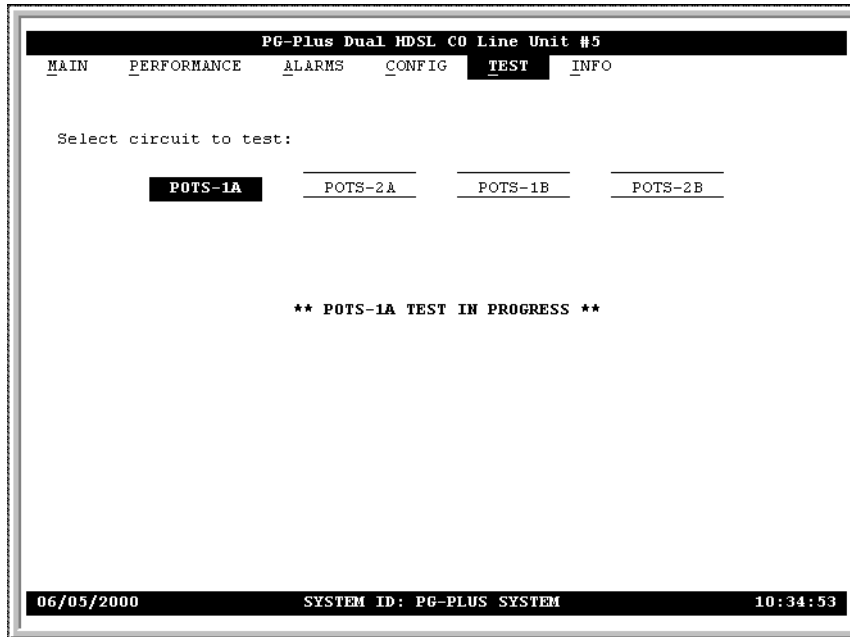 PG-Plus Dual HDSL CO Line Unit #5
MAIN PERFORMANCE ALARMS CONFIG TEST INFO
Select circuit to test:
POTS-1A POTS-2A POTS-1B POTS-2B
** POTS-1A TEST IN PROGRESS **
06/05/2000 SYSTEM ID: PG-PLUS SYSTEM 10:34:53